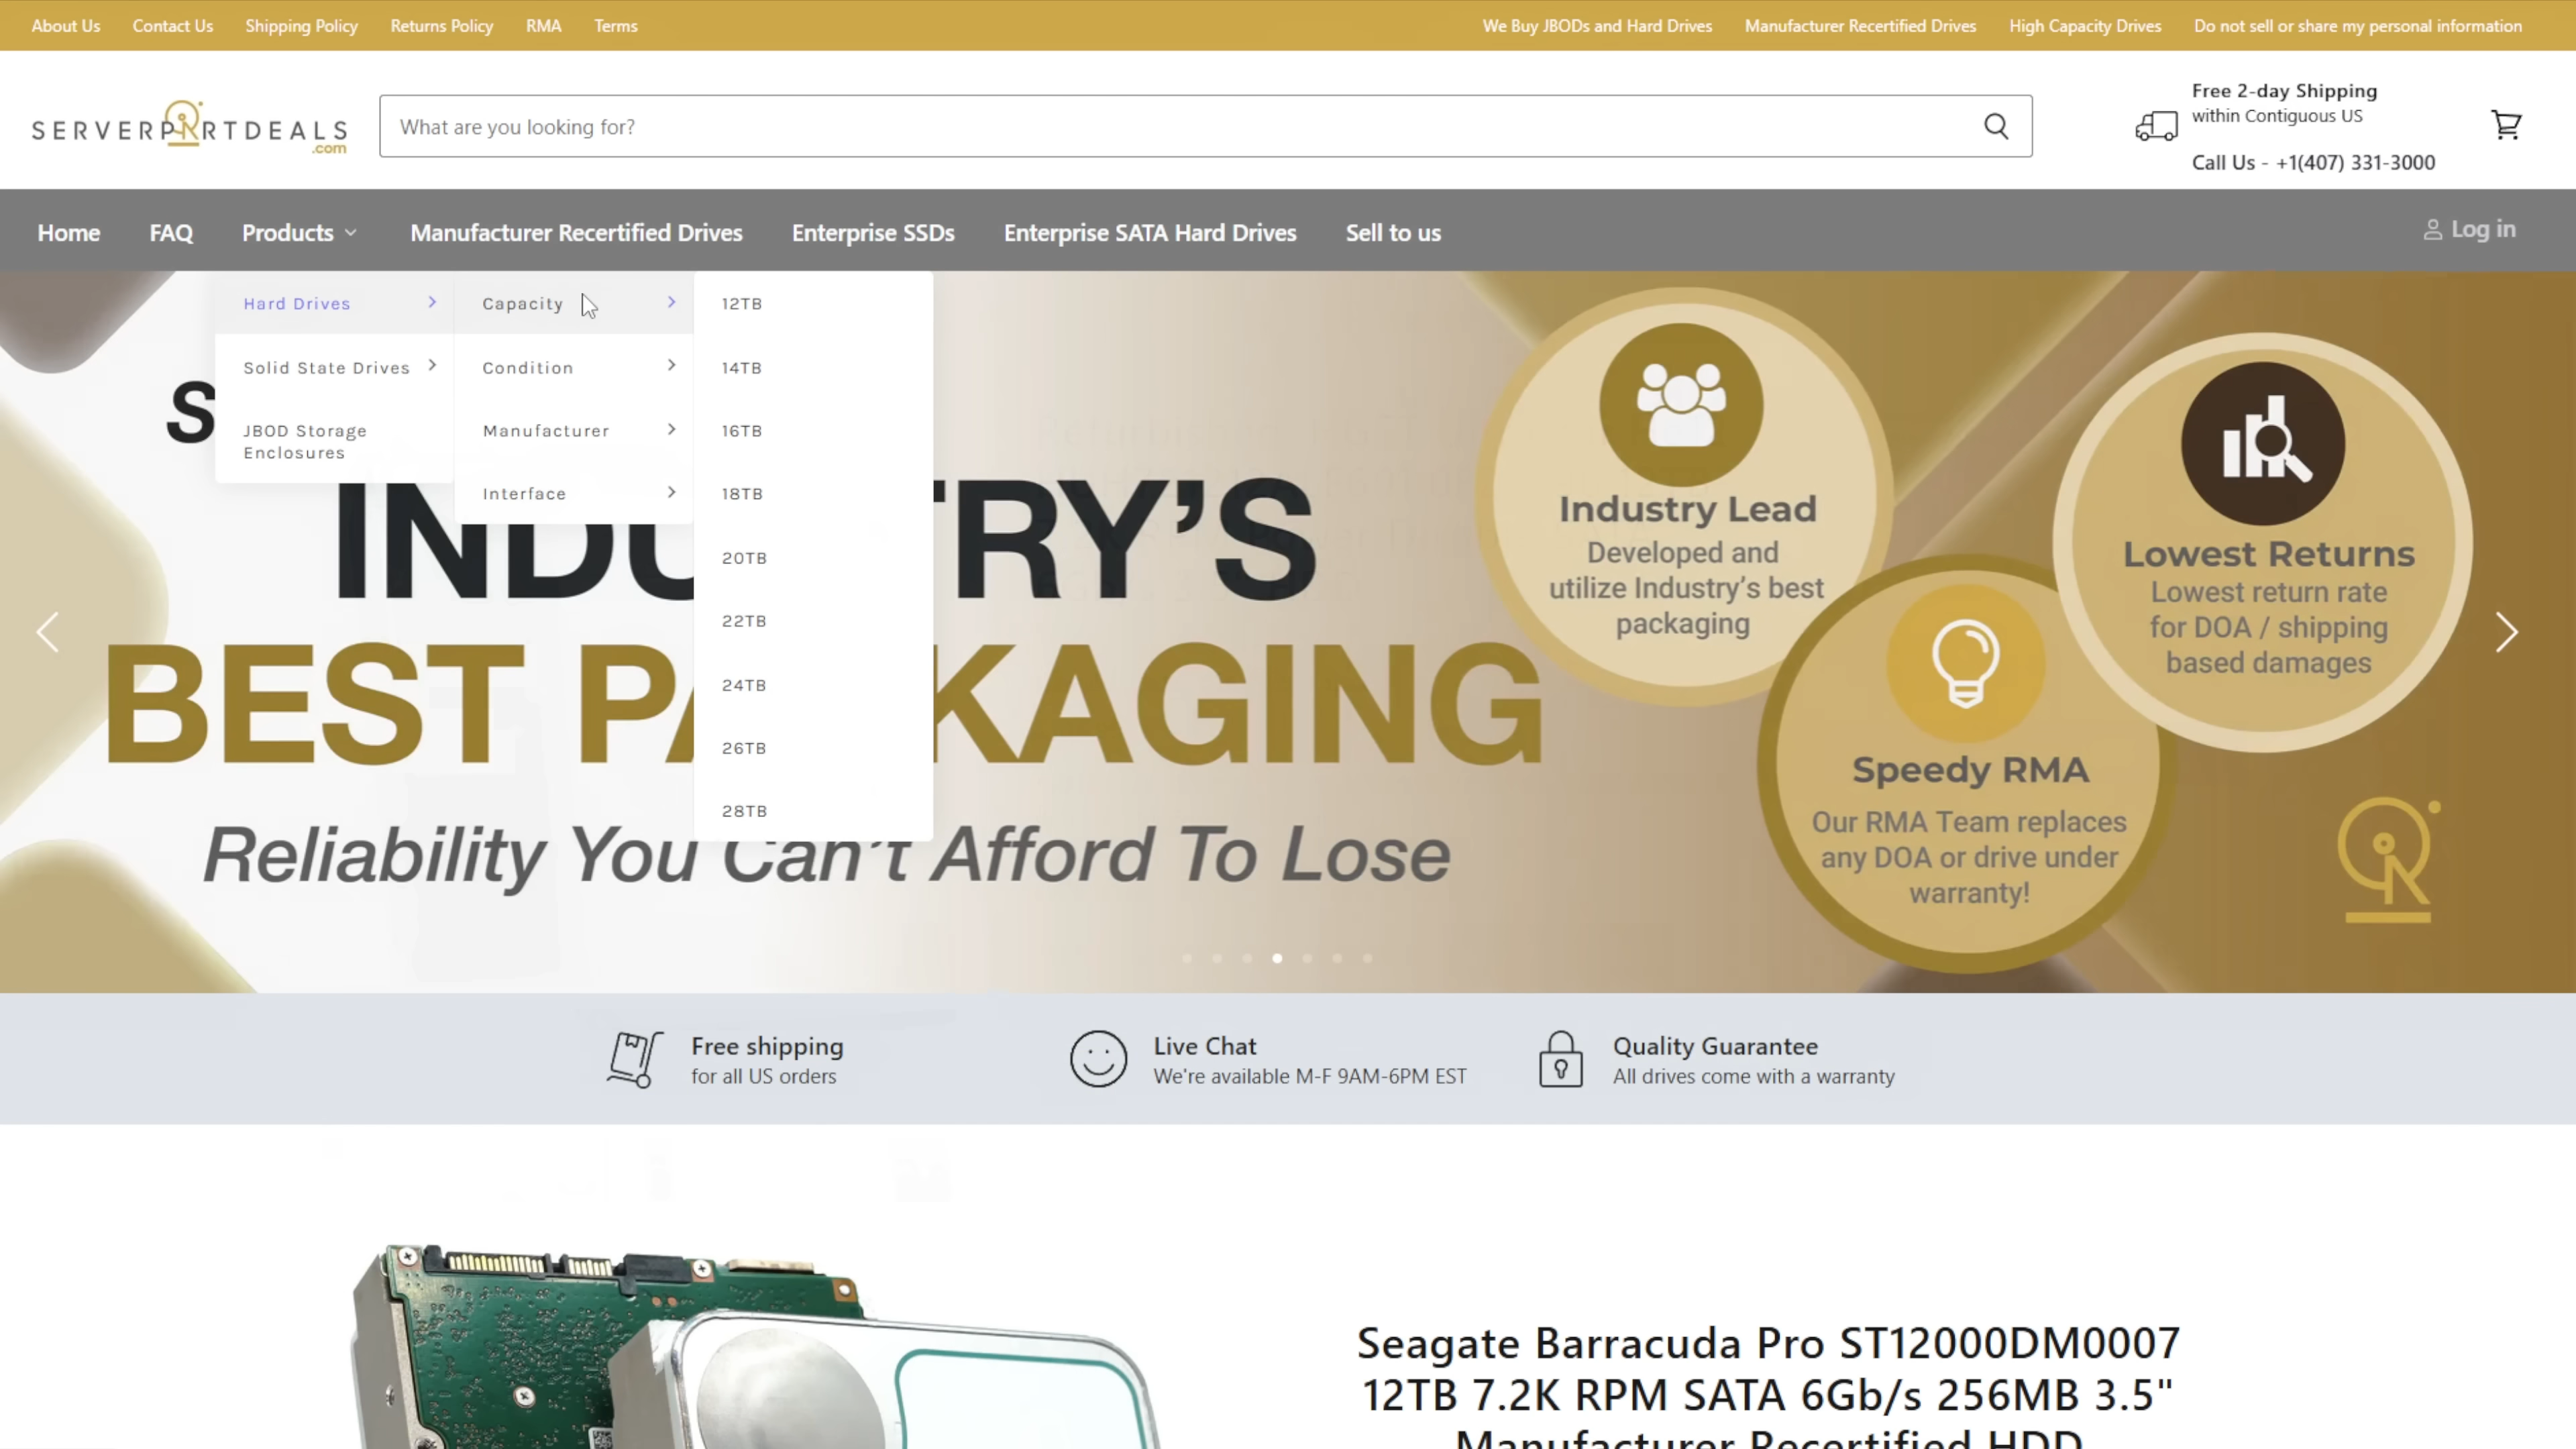 About Us
Contact Us
Shipping Policy
Returns Policy
RMA
Terms
We Buy JBODs and Hard Drives
Manufacturer Recertified Drives
High Capacity Drives
Do not sell or share my personal information
SERVERPARTDEALS
.com
What are you looking for?
Free 2-day Shipping
within Contiguous US
Call Us - +1(407) 331-3000
Home
FAQ
Products
Manufacturer Recertified Drives
Enterprise SSDs
Enterprise SATA Hard Drives
Sell to us
Log in
Hard Drives
Solid State Drives
JBOD Storage
Enclosures
Capacity
Condition
Manufacturer
Interface
12TB
14TB
16TB
18TB
20TB
22TB
24TB
26TB
28TB
BEST PACKAGING
Reliability You Can't Afford To Lose
Industry Lead
Developed and
utilize Industry's best
packaging
Speedy RMA
Our RMA Team replaces
any DOA or drive under
warranty!
Lowest Returns
Lowest return rate
for DOA / shipping
based damages
Free shipping
for all US orders
Live Chat
We're available M-F 9AM-6PM EST
Quality Guarantee
All drives come with a warranty
Seagate Barracuda Pro ST12000DM0007
12TB 7.2K RPM SATA 6Gb/s 256MB 3.5"
Manufacturer Recertified HDD